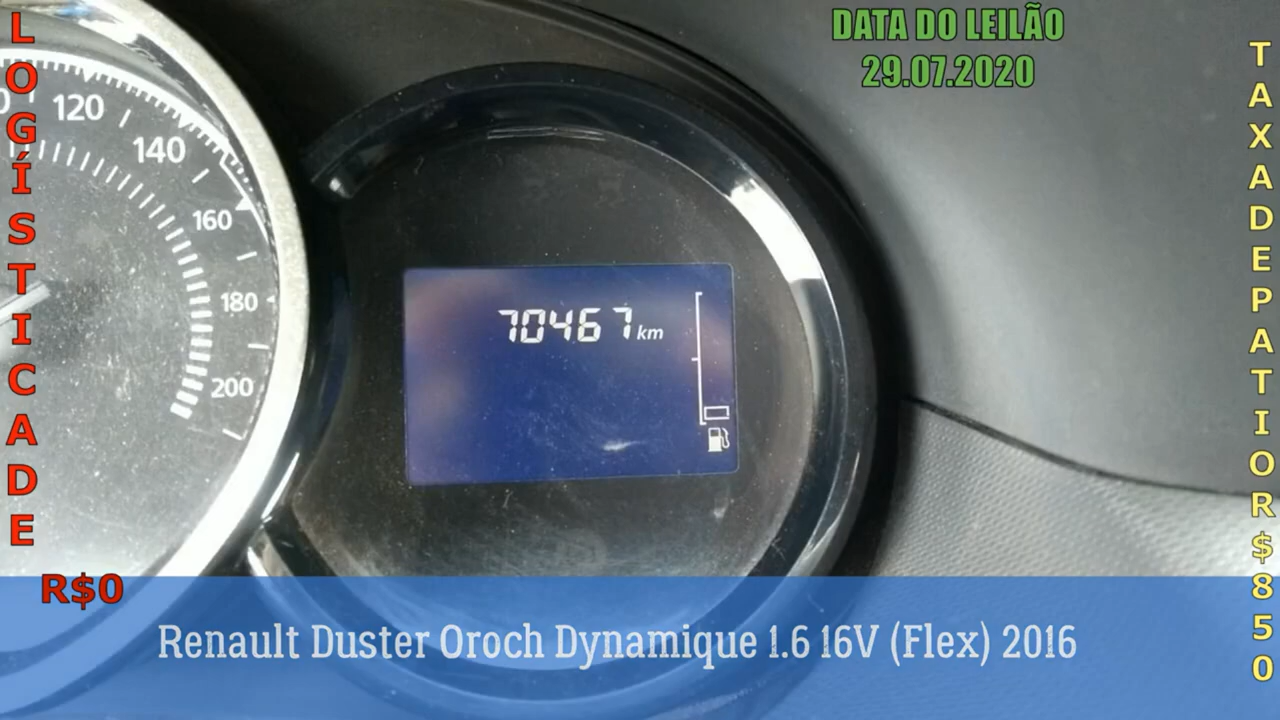 DATA DO LEILÃO
29.07.2020
LOGÍSTICA DE
R$0
TAXA DE PATIO R$850
120
140
160
180
200
70467 km
Renault Duster Oroch Dynamique 1.6 16V (Flex) 2016